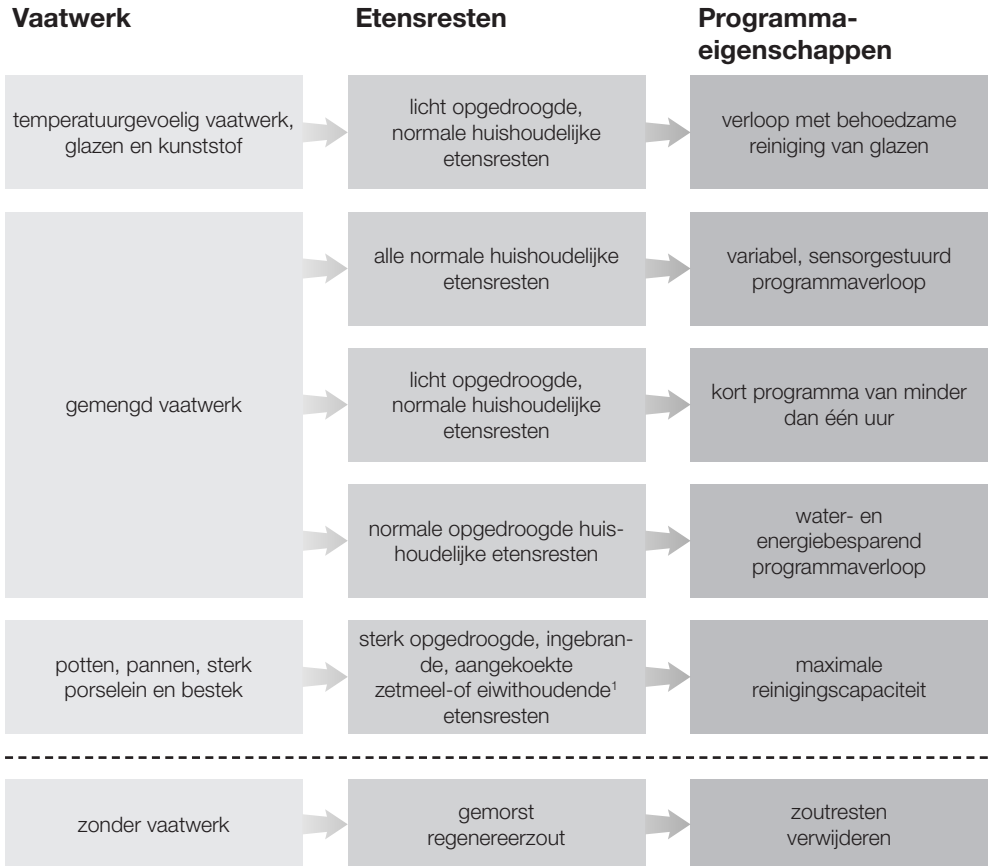 Vaatwerk
Etensresten
Programma-
eigenschappen
temperatuurgevoelig vaatwerk,
glazen en kunststof
licht opgedroogde,
normale huishoudelijke
etensresten
verloop met behoedzame
reiniging van glazen
gemengd vaatwerk
alle normale huishoudelijke
etensresten
variabel, sensorgestuurd
programmaverloop
licht opgedroogde,
normale huishoudelijke
etensresten
kort programma van minder
dan één uur
normale opgedroogde huis-
houdelijke etensresten
water- en
energiebesparend
programmaverloop
potten, pannen, sterk
porselein en bestek
sterk opgedroogde, ingebran-
de, aangekoekte
zetmeel-of eiwithoudende¹
etensresten
maximale
reinigingscapaciteit
zonder vaatwerk
gemorst
regenereerzout
zoutresten
verwijderen